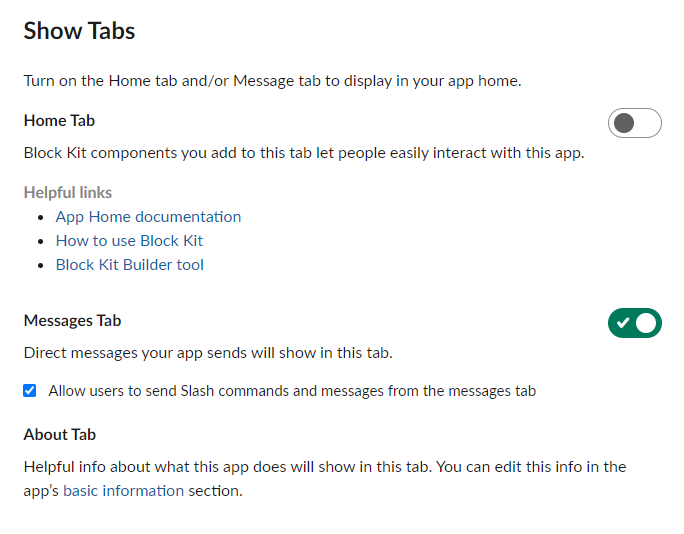 Show Tabs
Turn on the Home tab and/or Message tab to display in your app home.
Home Tab
Block Kit components you add to this tab let people easily interact with this app.
Helpful links
App Home documentation
How to use Block Kit
Block Kit Builder tool
Messages Tab
Direct messages your app sends will show in this tab.
Allow users to send Slash commands and messages from the messages tab
About Tab
Helpful info about what this app does will show in this tab. You can edit this info in the
app’s basic information section.